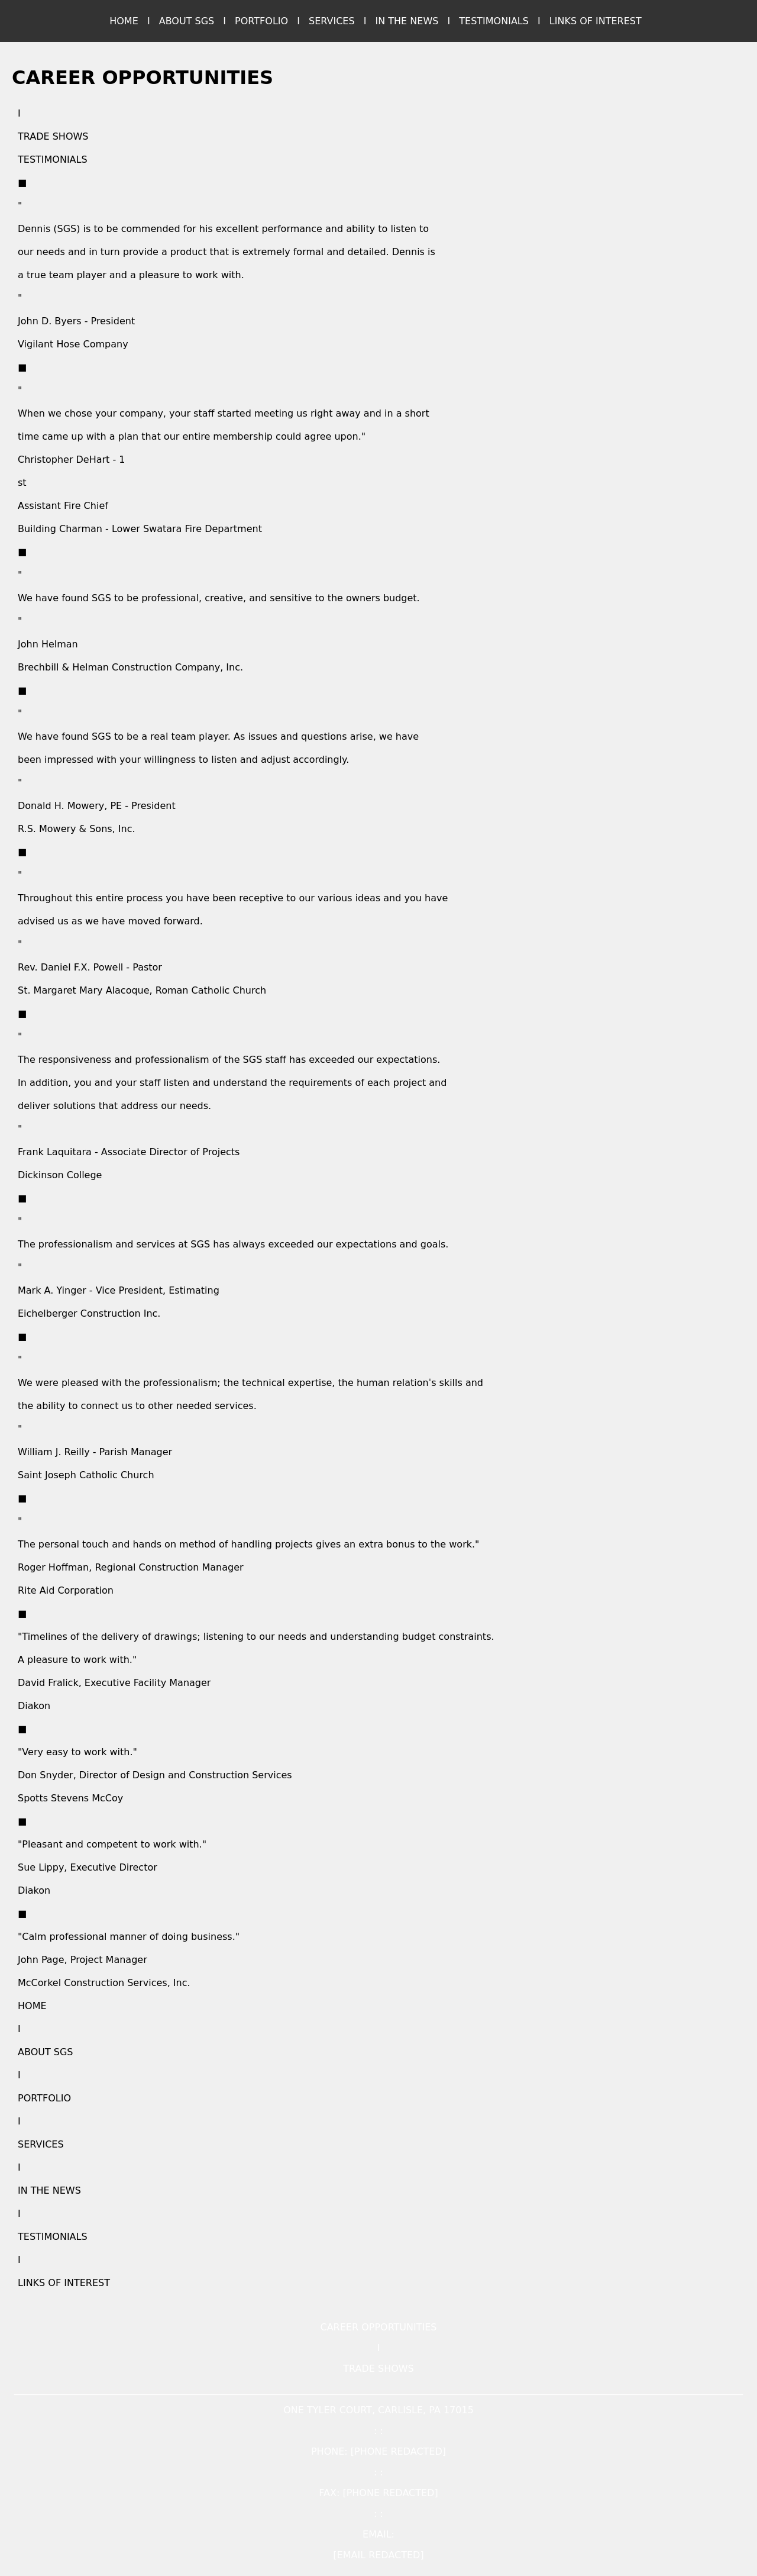 HOME I ABOUT SGS I PORTFOLIO I SERVICES I IN THE NEWS I TESTIMONIALS I LINKS OF INTEREST
CAREER OPPORTUNITIES
I
TRADE SHOWS
TESTIMONIALS
■
"
Dennis (SGS) is to be commended for his excellent performance and ability to listen to
our needs and in turn provide a product that is extremely formal and detailed. Dennis is
a true team player and a pleasure to work with.
"
John D. Byers - President
Vigilant Hose Company
■
"
When we chose your company, your staff started meeting us right away and in a short
time came up with a plan that our entire membership could agree upon."
Christopher DeHart - 1
st
Assistant Fire Chief
Building Charman - Lower Swatara Fire Department
■
"
We have found SGS to be professional, creative, and sensitive to the owners budget.
"
John Helman
Brechbill & Helman Construction Company, Inc.
■
"
We have found SGS to be a real team player. As issues and questions arise, we have
been impressed with your willingness to listen and adjust accordingly.
"
Donald H. Mowery, PE - President
R.S. Mowery & Sons, Inc.
■
"
Throughout this entire process you have been receptive to our various ideas and you have
advised us as we have moved forward.
"
Rev. Daniel F.X. Powell - Pastor
St. Margaret Mary Alacoque, Roman Catholic Church
■
"
The responsiveness and professionalism of the SGS staff has exceeded our expectations.
In addition, you and your staff listen and understand the requirements of each project and
deliver solutions that address our needs.
"
Frank Laquitara - Associate Director of Projects
Dickinson College
■
"
The professionalism and services at SGS has always exceeded our expectations and goals.
"
Mark A. Yinger - Vice President, Estimating
Eichelberger Construction Inc.
■
"
We were pleased with the professionalism; the technical expertise, the human relation's skills and
the ability to connect us to other needed services.
"
William J. Reilly - Parish Manager
Saint Joseph Catholic Church
■
"
The personal touch and hands on method of handling projects gives an extra bonus to the work."
Roger Hoffman, Regional Construction Manager
Rite Aid Corporation
■
"Timelines of the delivery of drawings; listening to our needs and understanding budget constraints.
A pleasure to work with."
David Fralick, Executive Facility Manager
Diakon
■
"Very easy to work with."
Don Snyder, Director of Design and Construction Services
Spotts Stevens McCoy
■
"Pleasant and competent to work with."
Sue Lippy, Executive Director
Diakon
■
"Calm professional manner of doing business."
John Page, Project Manager
McCorkel Construction Services, Inc.
HOME
I
ABOUT SGS
I
PORTFOLIO
I
SERVICES
I
IN THE NEWS
I
TESTIMONIALS
I
LINKS OF INTEREST
CAREER OPPORTUNITIES
I
TRADE SHOWS
ONE TYLER COURT, CARLISLE, PA 17015
PHONE: [PHONE REDACTED]
FAX: [PHONE REDACTED]
EMAIL:
[EMAIL REDACTED]